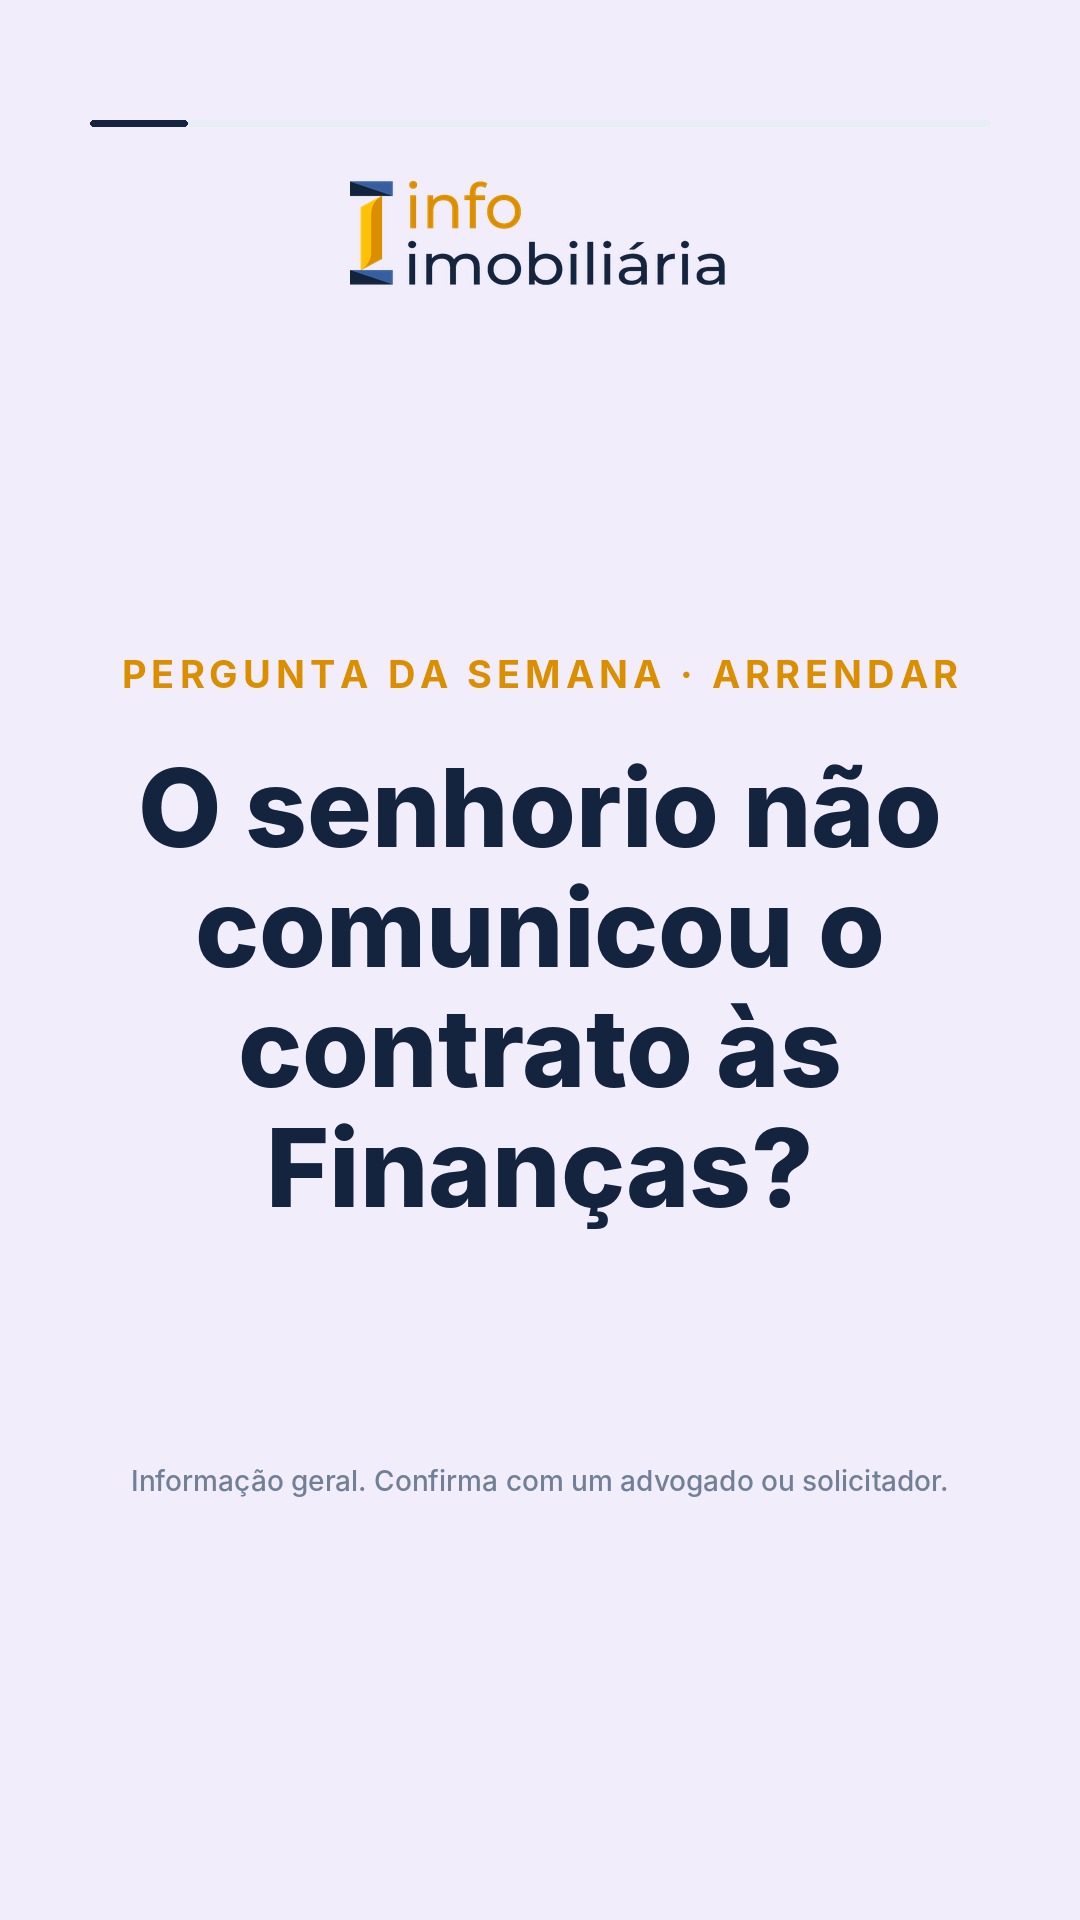 info
imobiliária
PERGUNTA DA SEMANA · ARRENDAR
O senhorio não
comunicou o
contrato às
Finanças?
Informação geral. Confirma com um advogado ou solicitador.